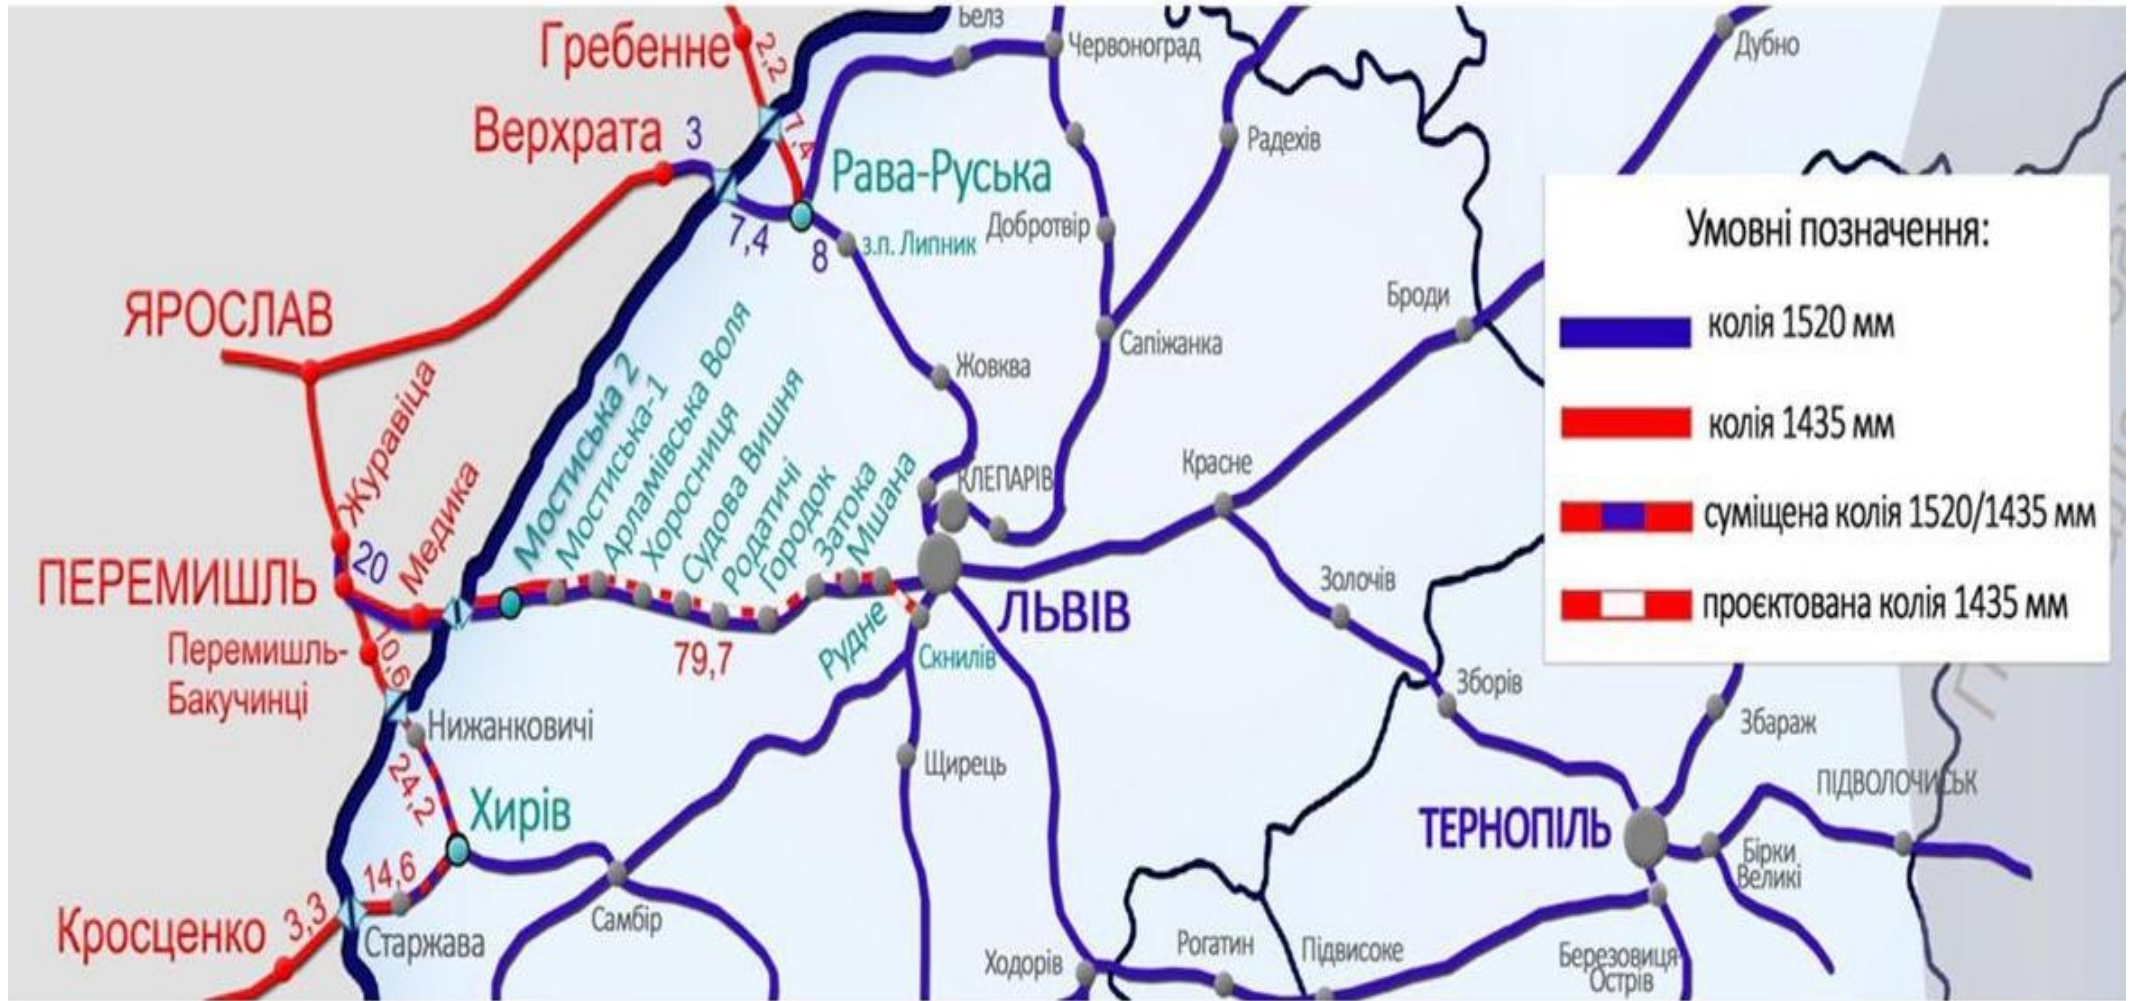 Белз
Гребенне
2,2
Червоноград
Дубно
Верхрата
3
7,4
Рава-Руська
Радехів
7,4
8
з.п. Липник
Добротвір
Умовні позначення:
колія 1520 мм
колія 1435 мм
суміщена колія 1520/1435 мм
проєктована колія 1435 мм
Броди
ЯРОСЛАВ
Сапіжанка
Жовква
Журавіца
Медика
Мостиська 2
Мостиська-1
Арламівська Воля
Хоросниця
Судова Вишня
Родатичі
Городок
Затока
Мшана
КЛЕПАРІВ
Красне
20
ПЕРЕМИШЛЬ
Золочів
ЛЬВІВ
Рудне
Скнилів
79,7
10,6
Перемишль-
Бакучинці
Зборів
Нижанковичі
Збараж
Щирець
24,2
ПІДВОЛОЧИСЬК
Хирів
ТЕРНОПІЛЬ
Бірки
Великі
14,6
3,3
Кросценко
Старжава
Самбір
Ходорів
Рогатин
Підвисоке
Березовиця
Острів